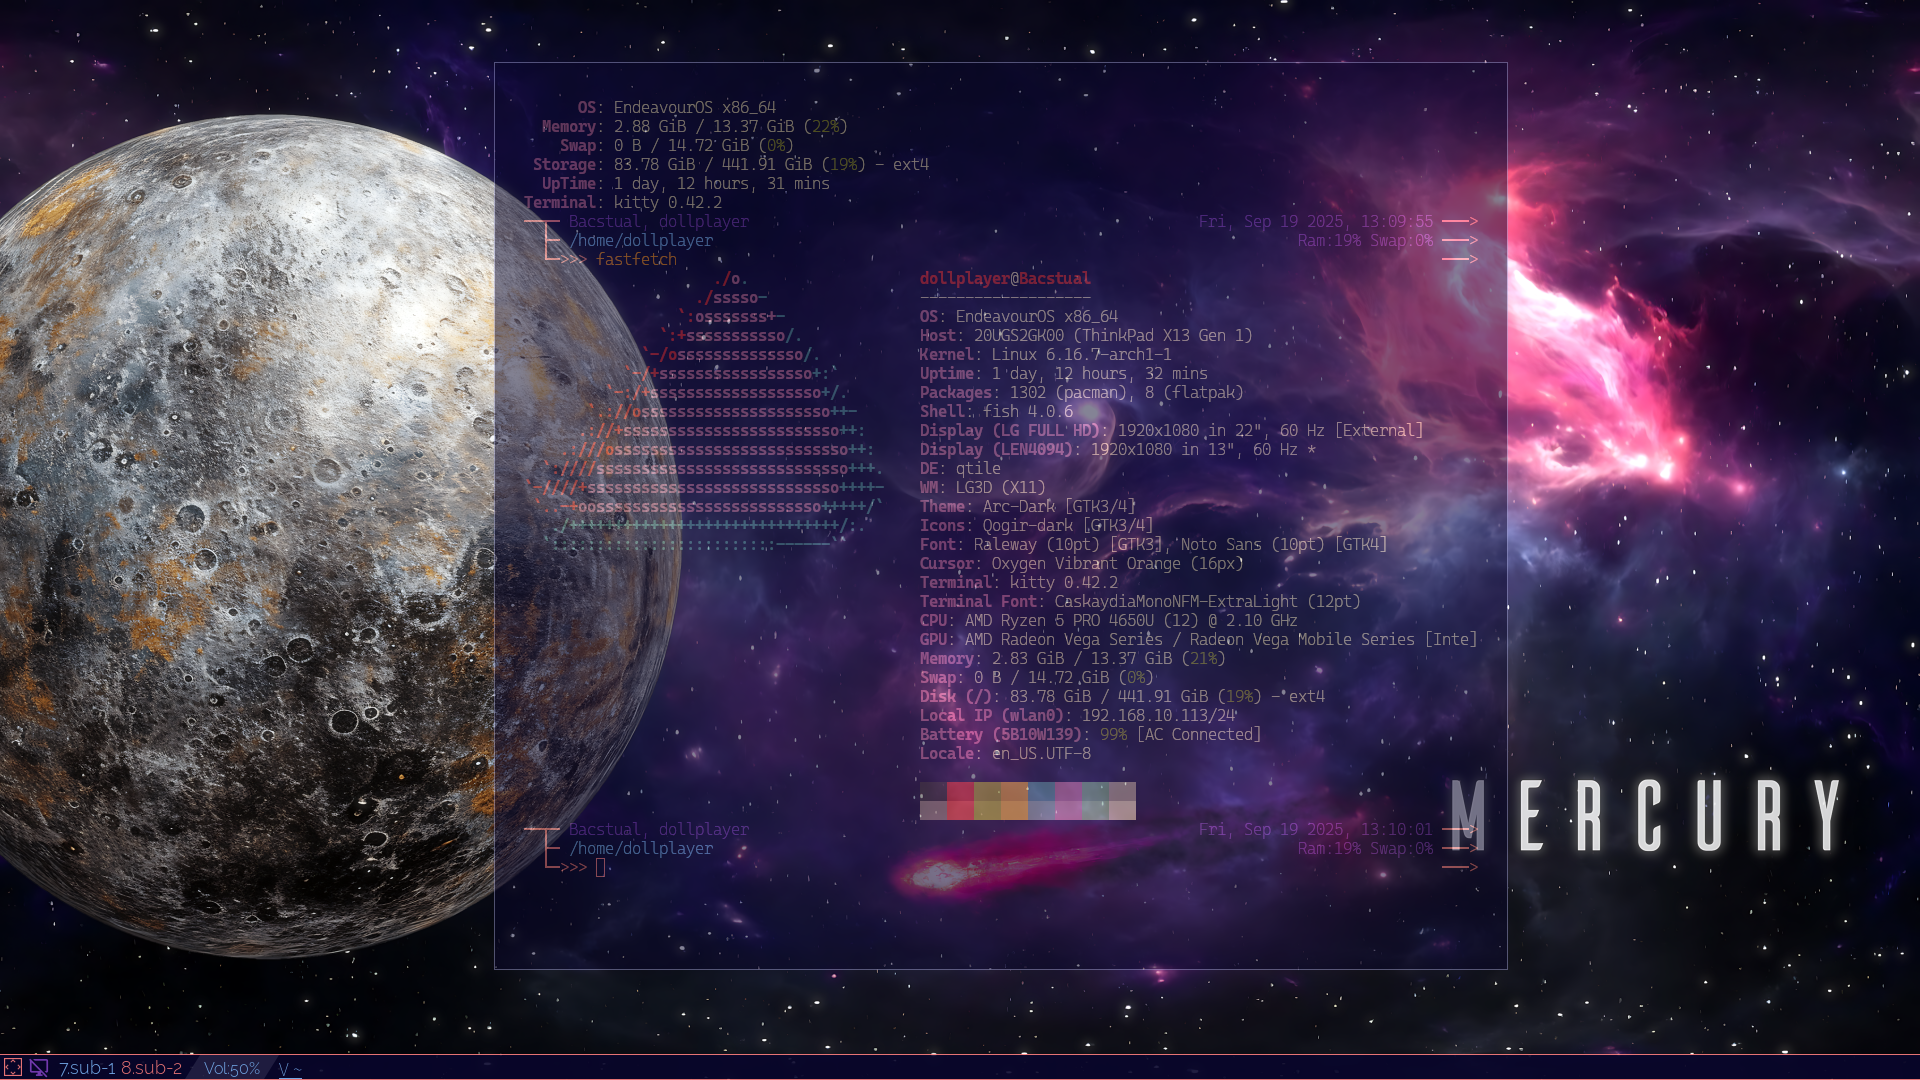 OS: EndeavourOS x86_64
Memory: 2.88 GiB / 13.37 GiB (22%)
Swap: 0 B / 14.72 GiB (0%)
Storage: 83.78 GiB / 441.91 GiB (19%) - ext4
UpTime: 1 day, 12 hours, 31 mins
Terminal: kitty 0.42.2
Bacstual, dollplayer Fri, Sep 19 2025, 13:09:55 ───>
/home/dollplayer Ram:19% Swap:0% ───>
>>> fastfetch ───>
dollplayer@Bacstual
-------------------
OS: EndeavourOS x86_64
Host: 20UGS2GK00 (ThinkPad X13 Gen 1)
Kernel: Linux 6.16.7-arch1-1
Uptime: 1 day, 12 hours, 32 mins
Packages: 1302 (pacman), 8 (flatpak)
Shell: fish 4.0.6
Display (LG FULL HD): 1920x1080 in 22", 60 Hz [External]
Display (LEN4094): 1920x1080 in 13", 60 Hz *
DE: qtile
WM: LG3D (X11)
Theme: Arc-Dark [GTK3/4]
Icons: Qogir-dark [GTK3/4]
Font: Raleway (10pt) [GTK3], Noto Sans (10pt) [GTK4]
Cursor: Oxygen Vibrant Orange (16px)
Terminal: kitty 0.42.2
Terminal Font: CaskaydiaMonoNFM-ExtraLight (12pt)
CPU: AMD Ryzen 5 PRO 4650U (12) @ 2.10 GHz
GPU: AMD Radeon Vega Series / Radeon Vega Mobile Series [Inte]
Memory: 2.83 GiB / 13.37 GiB (21%)
Swap: 0 B / 14.72 GiB (0%)
Disk (/): 83.78 GiB / 441.91 GiB (19%) - ext4
Local IP (wlan0): 192.168.10.113/24
Battery (5B10W139): 99% [AC Connected]
Locale: en_US.UTF-8
Bacstual, dollplayer Fri, Sep 19 2025, 13:10:01 ───>
/home/dollplayer Ram:19% Swap:0% ───>
>>> ───>
MERCURY
7.sub-1 8.sub-2 Vol:50% V ~